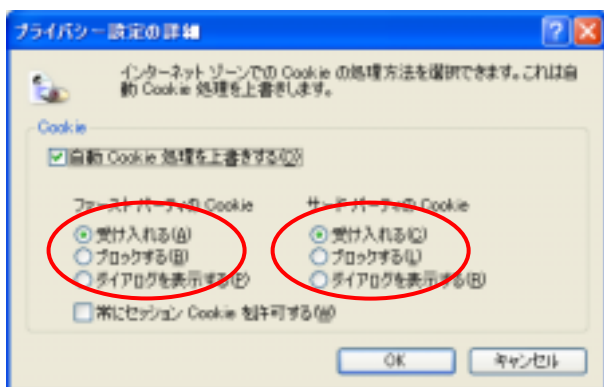 プライバシー設定の詳細
インターネット ゾーンでの Cookie の処理方法を選択できます。これは自
動 Cookie 処理を上書きします。
Cookie
自動 Cookie 処理を上書きする(O)
ファースト パーティの Cookie
サード パーティの Cookie
受け入れる(A)
受け入れる(C)
ブロックする(B)
ブロックする(L)
ダイアログを表示する(P)
ダイアログを表示する(R)
常にセッション Cookie を許可する(W)
OK
キャンセル